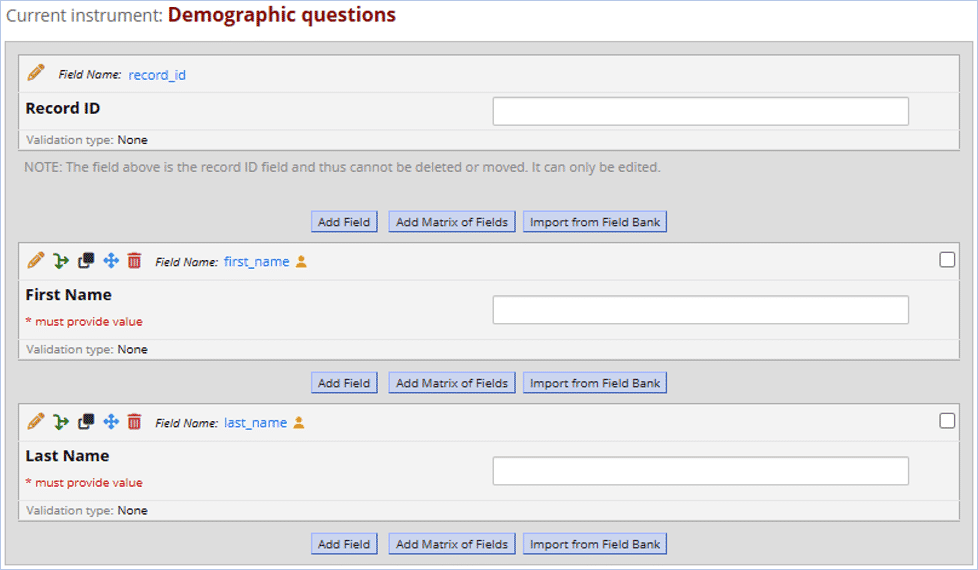 Current instrument: Demographic questions
Field Name: record_id
Record ID
Validation type: None
NOTE: The field above is the record ID field and thus cannot be deleted or moved. It can only be edited.
Add Field Add Matrix of Fields Import from Field Bank
Field Name: first_name
First Name
* must provide value
Validation type: None
Add Field Add Matrix of Fields Import from Field Bank
Field Name: last_name
Last Name
* must provide value
Validation type: None
Add Field Add Matrix of Fields Import from Field Bank